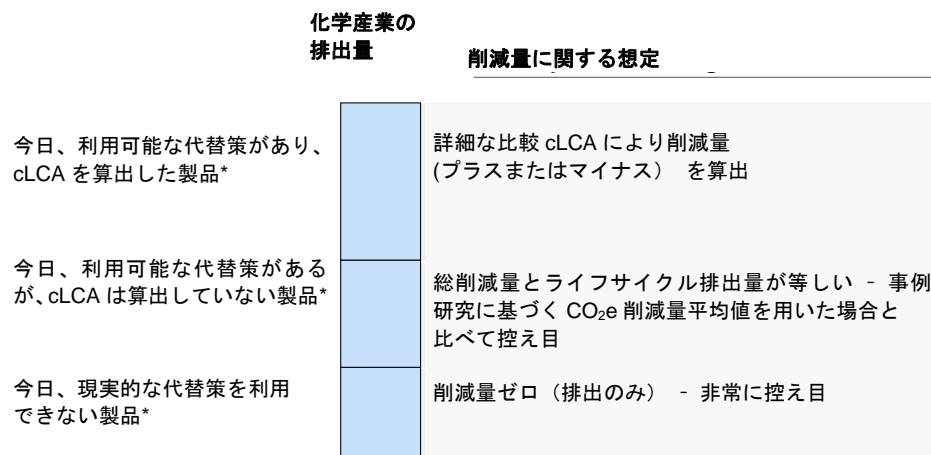 化学産業の
排出量
削減量に関する想定
今日、利用可能な代替策があり、
cLCA を算出した製品*
詳細な比較 cLCA により削減量
(プラスまたはマイナス） を算出
今日、利用可能な代替策がある
が、cLCA は算出していない製品*
総削減量とライフサイクル排出量が等しい － 事例
研究に基づく CO₂e 削減量平均値を用いた場合と
比べて控え目
今日、現実的な代替策を利用
できない製品*
削減量ゼロ（排出のみ） － 非常に控え目